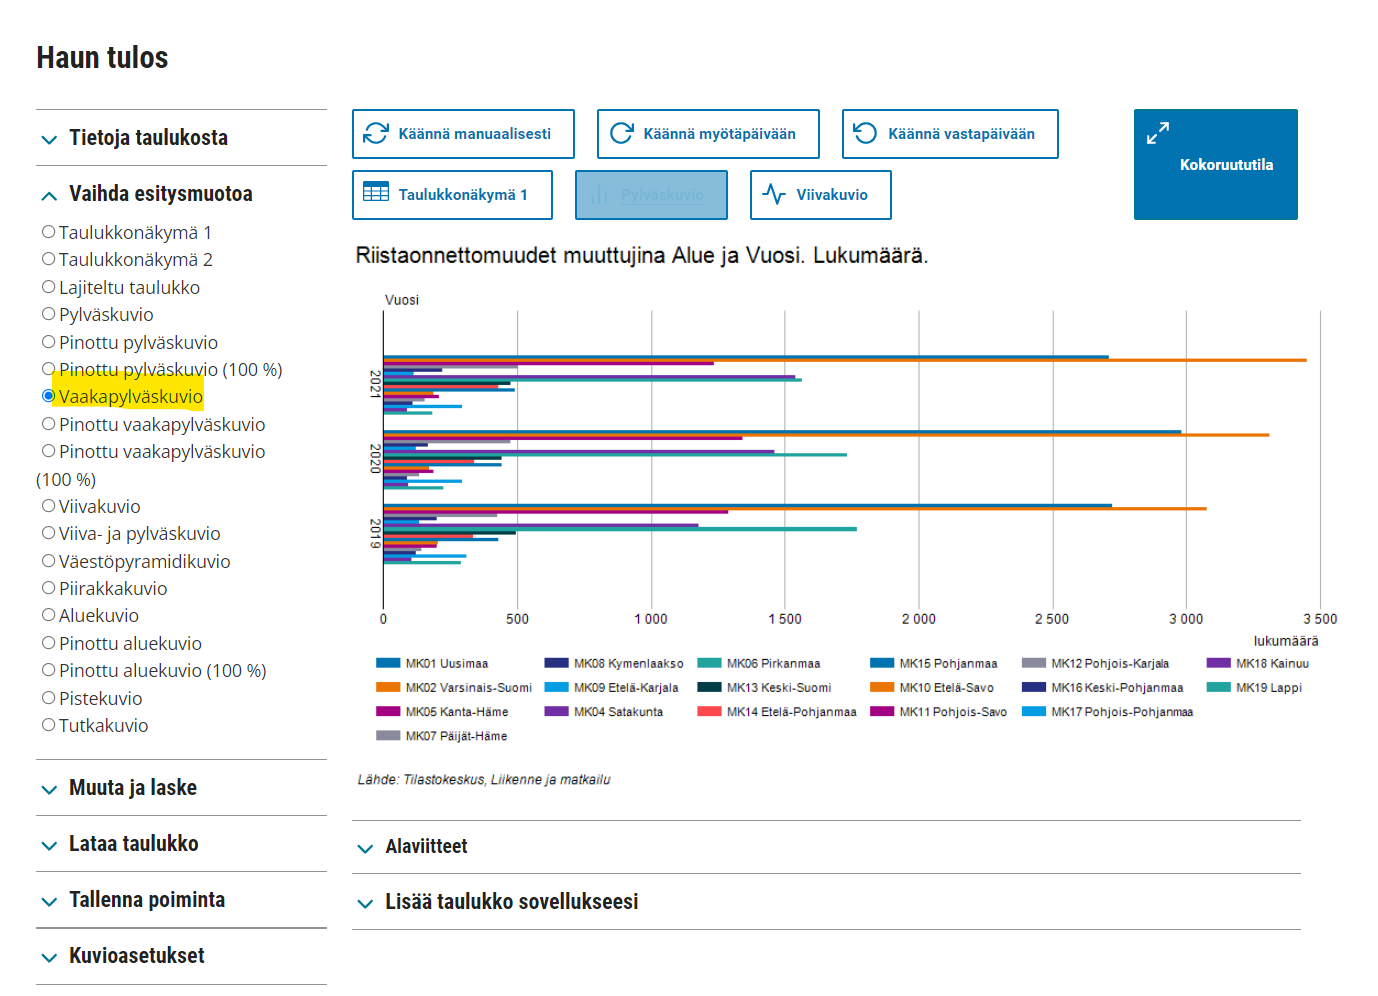 Haun tulos
Tietoja taulukosta
Vaihda esitysmuotoa
Taulukkonäkymä 1
Taulukkonäkymä 2
Lajiteltu taulukko
Pylväskuvio
Pinottu pylväskuvio
Pinottu pylväskuvio (100 %)
Vaakapylväskuvio
Pinottu vaakapylväskuvio
Pinottu vaakapylväskuvio
(100 %)
Viivakuvio
Viiva- ja pylväskuvio
Väestöpyramidikuvio
Piirakkakuvio
Aluekuvio
Pinottu aluekuvio
Pinottu aluekuvio (100 %)
Pistekuvio
Tutkakuvio
Muuta ja laske
Lataa taulukko
Tallenna poiminta
Kuvioasetukset
Käännä manuaalisesti
Käännä myötäpäivään
Käännä vastapäivään
Kokoruututila
Taulukkonäkymä 1
Pylväskuvio
Viivakuvio
Riistaonnettomuudet muuttujina Alue ja Vuosi. Lukumäärä.
Vuosi
2021
2020
2019
0 500 1 000 1 500 2 000 2 500 3 000 3 500
lukumäärä
MK01 Uusimaa MK08 Kymenlaakso MK06 Pirkanmaa MK15 Pohjanmaa MK12 Pohjois-Karjala MK18 Kainuu
MK02 Varsinais-Suomi MK09 Etelä-Karjala MK13 Keski-Suomi MK10 Etelä-Savo MK16 Keski-Pohjanmaa MK19 Lappi
MK05 Kanta-Häme MK04 Satakunta MK14 Etelä-Pohjanmaa MK11 Pohjois-Savo MK17 Pohjois-Pohjanmaa
MK07 Päijät-Häme
Lähde: Tilastokeskus, Liikenne ja matkailu
Alaviitteet
Lisää taulukko sovellukseesi